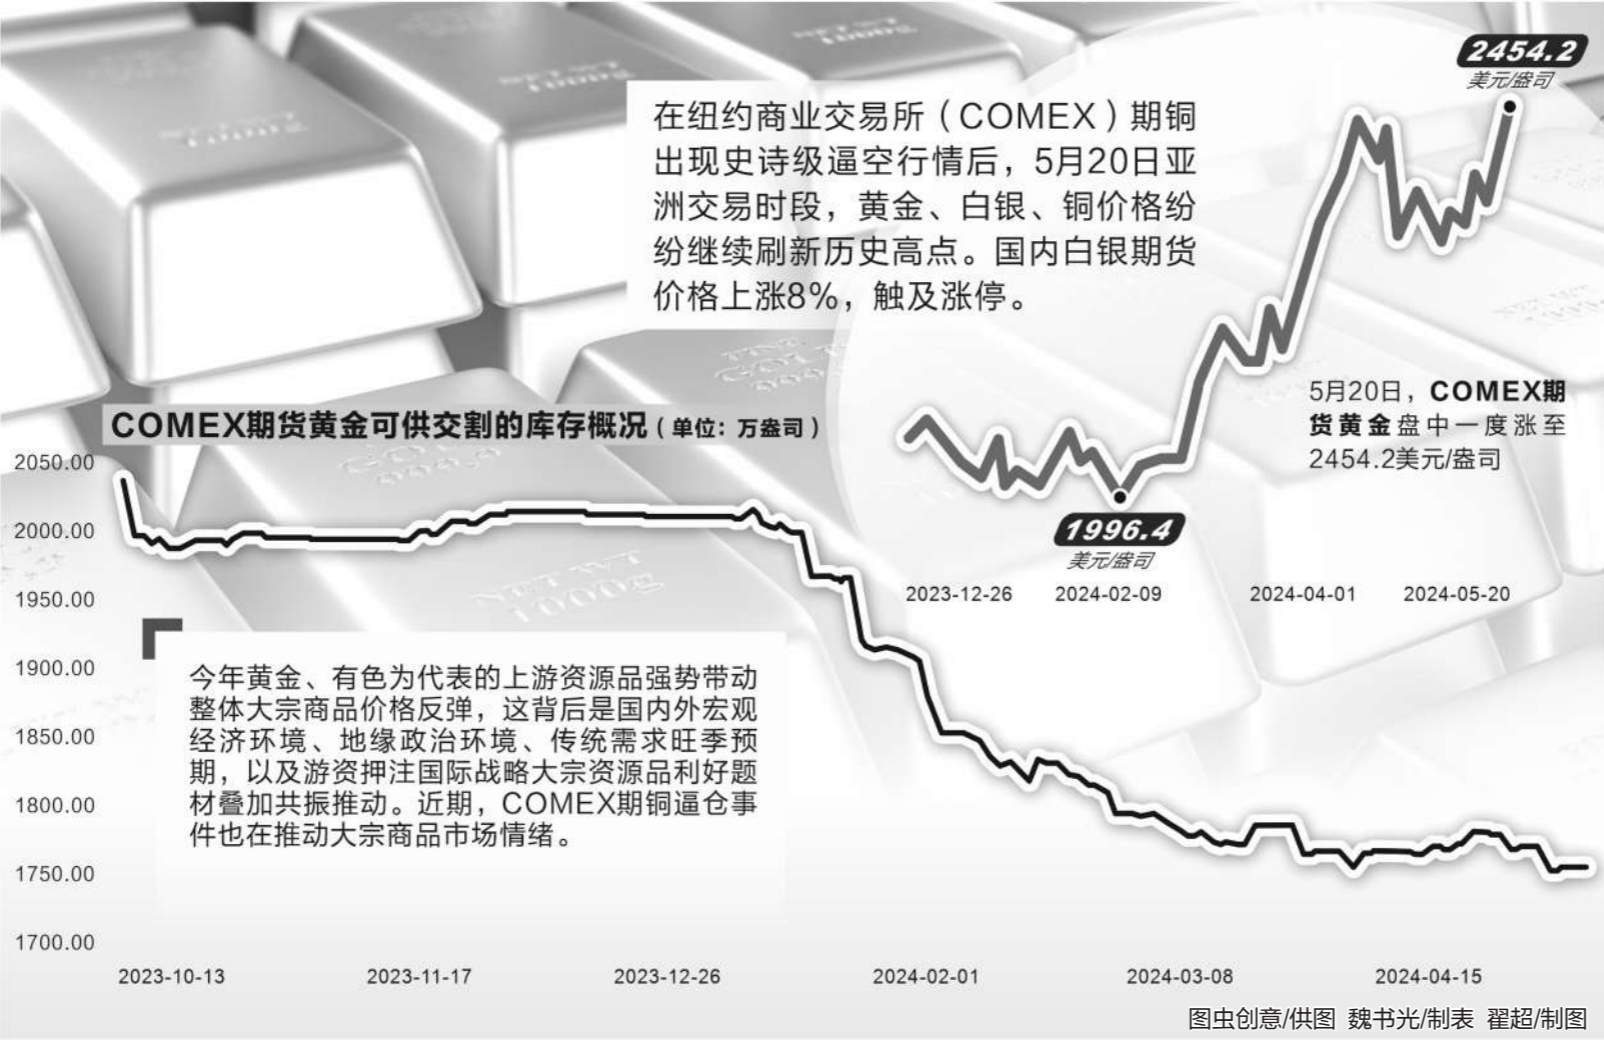 在纽约商业交易所（COMEX）期铜
出现史诗级逼空行情后，5月20日亚
洲交易时段，黄金、白银、铜价格纷
纷继续刷新历史高点。国内白银期货
价格上涨8%，触及涨停。
2454.2
美元/盎司
5月20日，COMEX期
货黄金盘中一度涨至
2454.2美元/盎司
1996.4
美元/盎司
2023-12-26 2024-02-09 2024-04-01 2024-05-20
COMEX期货黄金可供交割的库存概况（单位：万盎司）
2050.00
2000.00
1950.00
1900.00
1850.00
1800.00
1750.00
1700.00
今年黄金、有色为代表的上游资源品强势带动
整体大宗商品价格反弹，这背后是国内外宏观
经济环境、地缘政治环境、传统需求旺季预
期，以及游资押注国际战略大宗资源品利好题
材叠加共振推动。近期，COMEX期铜逼仓事
件也在推动大宗商品市场情绪。
2023-10-13 2023-11-17 2023-12-26 2024-02-01 2024-03-08 2024-04-15
图虫创意/供图 魏书光/制表 翟超/制图
FINE
GOLD
999.9
NET WT
1000g